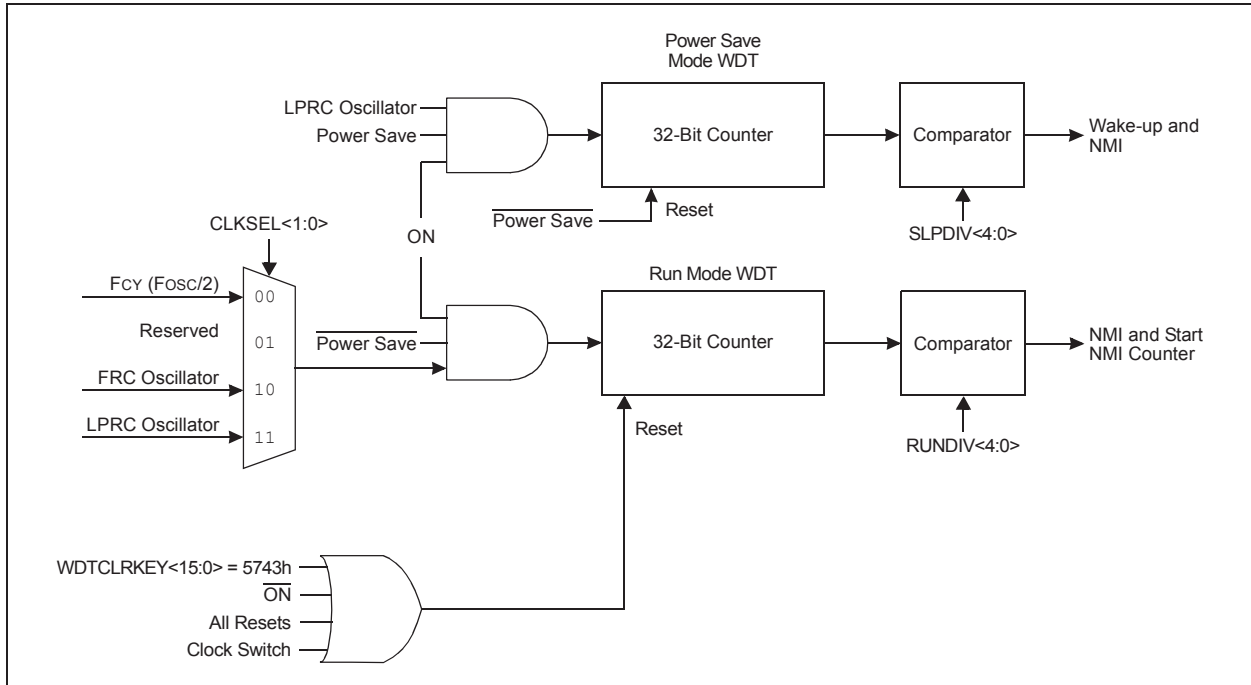 Power Save
Mode WDT
LPRC Oscillator
Power Save
32-Bit Counter
Comparator
Wake-up and
NMI
Power Save
Reset
SLPDIV<4:0>
CLKSEL<1:0>
ON
Run Mode WDT
FCY (FOSC/2)
00
Reserved
01
Power Save
32-Bit Counter
Comparator
NMI and Start
NMI Counter
FRC Oscillator
10
LPRC Oscillator
11
Reset
RUNDIV<4:0>
WDTCLRKEY<15:0> = 5743h
ON
All Resets
Clock Switch